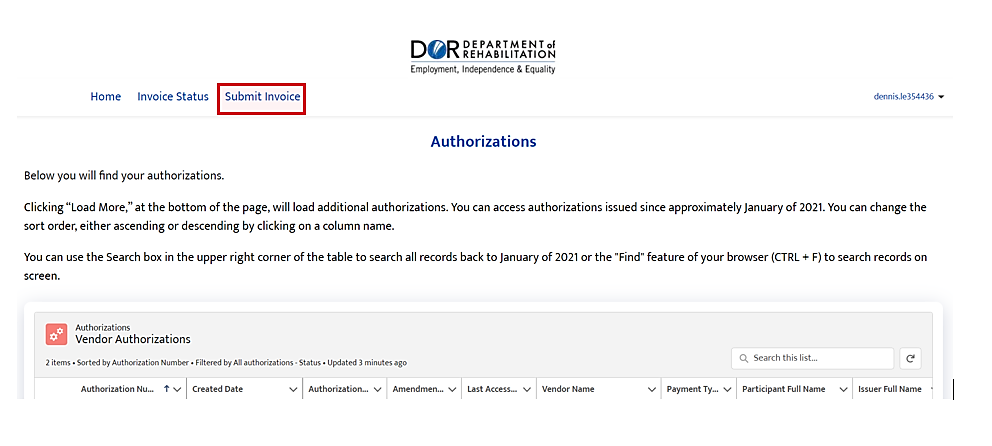 DOR DEPARTMENT of
REHABILITATION
Employment, Independence & Equality
Home Invoice Status Submit Invoice dennis.le354436
Authorizations
Below you will find your authorizations.
Clicking “Load More,” at the bottom of the page, will load additional authorizations. You can access authorizations issued since approximately January of 2021. You can change the
sort order, either ascending or descending by clicking on a column name.
You can use the Search box in the upper right corner of the table to search all records back to January of 2021 or the "Find" feature of your browser (CTRL + F) to search records on
screen.
Authorizations
Vendor Authorizations
2 items • Sorted by Authorization Number • Filtered by All authorizations - Status • Updated 3 minutes ago
Search this list...
Authorization Nu... Created Date Authorization... Amendmen... Last Access... Vendor Name Payment Ty... Participant Full Name Issuer Full Name